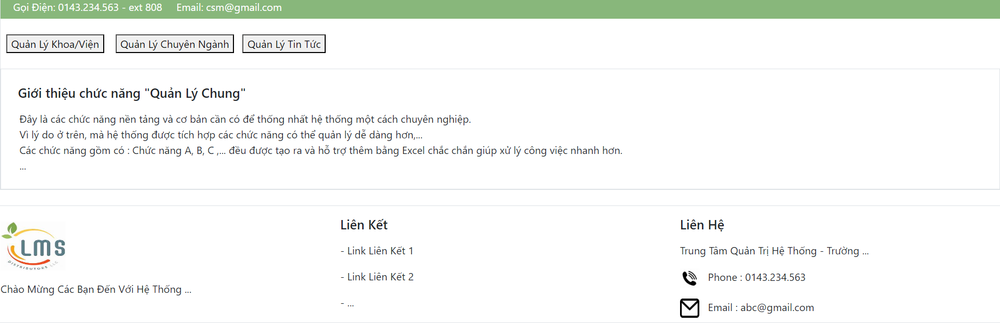 Gọi Điện: 0143.234.563 - ext 808 Email: csm@gmail.com
Quản Lý Khoa/Viện Quản Lý Chuyên Ngành Quản Lý Tin Tức
Giới thiệu chức năng "Quản Lý Chung"
Đây là các chức năng nền tảng và cơ bản cần có để thống nhất hệ thống một cách chuyên nghiệp.
Vì lý do ở trên, mà hệ thống được tích hợp các chức năng có thể quản lý dễ dàng hơn,...
Các chức năng gồm có : Chức năng A, B, C ,... đều được tạo ra và hỗ trợ thêm bằng Excel chắc chắn giúp xử lý công việc nhanh hơn.
...
LMS
DISTRIBUTORS LLC
Chào Mừng Các Bạn Đến Với Hệ Thống ...
Liên Kết
- Link Liên Kết 1
- Link Liên Kết 2
- ...
Liên Hệ
Trung Tâm Quản Trị Hệ Thống - Trường ...
Phone : 0143.234.563
Email : abc@gmail.com